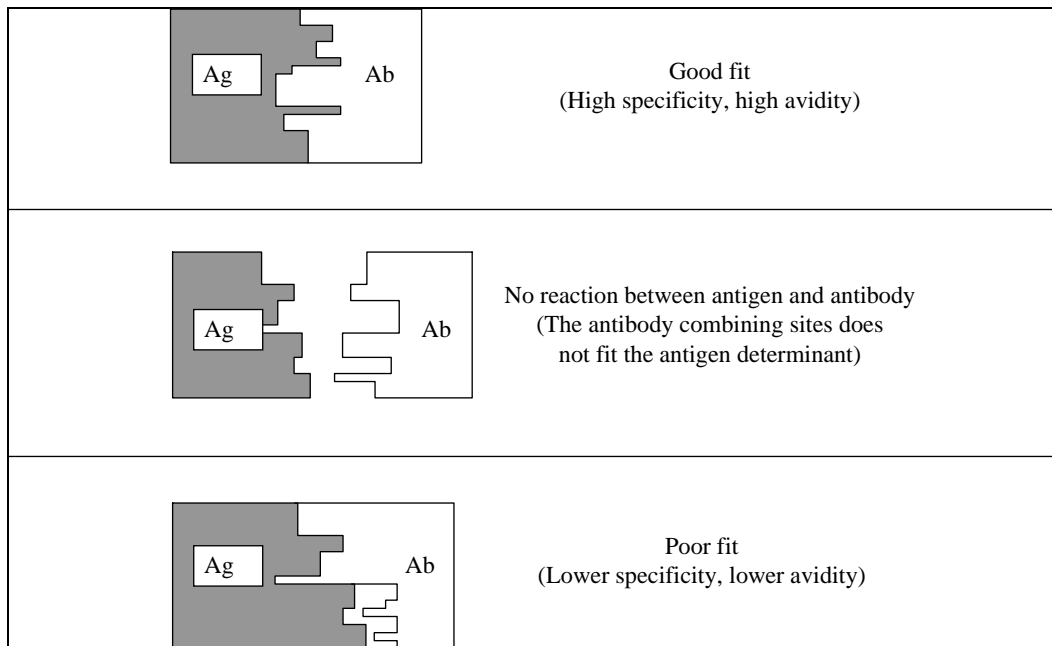 Ag
Ab
Good fit
(High specificity, high avidity)
Ag
Ab
No reaction between antigen and antibody
(The antibody combining sites does
not fit the antigen determinant)
Ag
Ab
Poor fit
(Lower specificity, lower avidity)